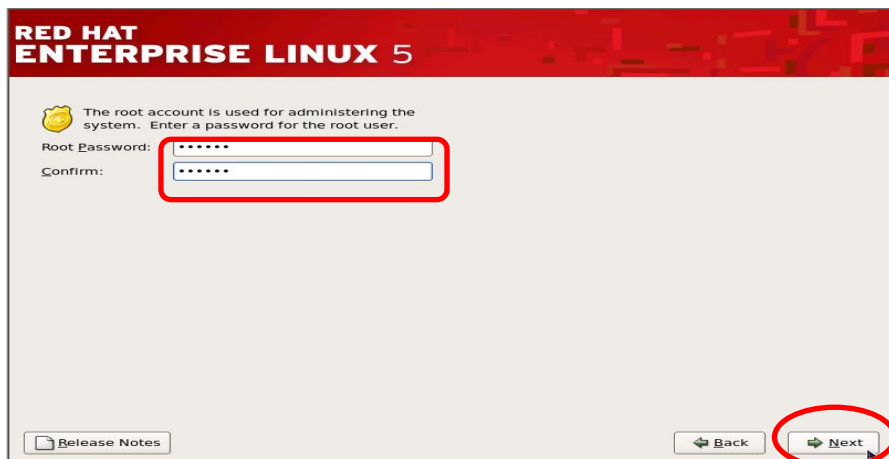 RED HAT
ENTERPRISE LINUX 5
The root account is used for administering the
system. Enter a password for the root user.
Root Password: ••••••
Confirm: ••••••
Release Notes
Back
Next